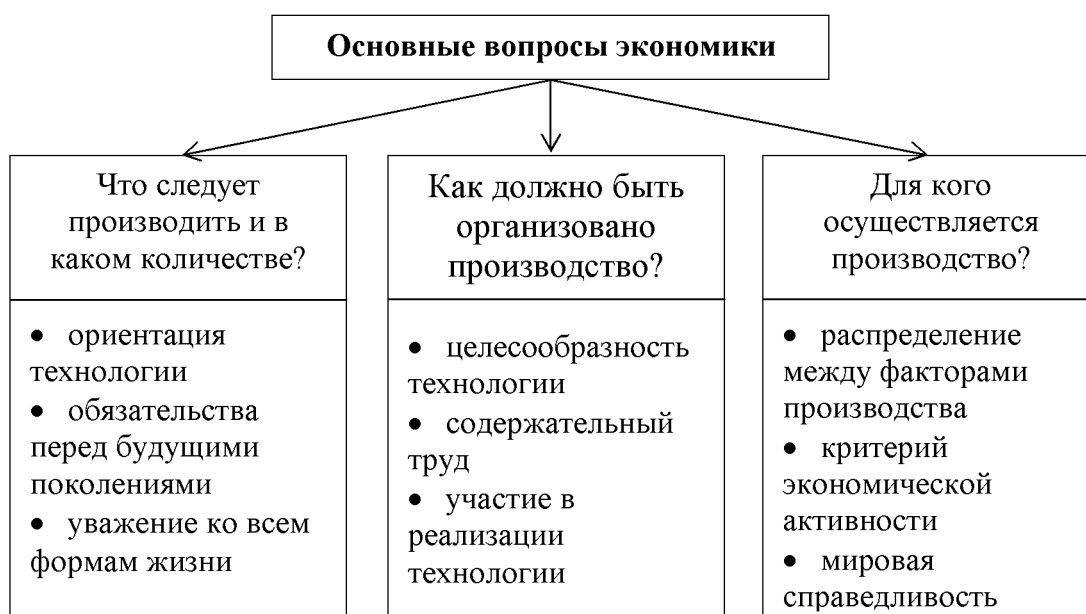 Основные вопросы экономики
Что следует
производить и в
каком количестве?
• ориентация
технологии
• обязательства
перед будущими
поколениями
• уважение ко всем
формам жизни
Как должно быть
организовано
производство?
• целесообразность
технологии
• содержательный
труд
• участие в
реализации
технологии
Для кого
осуществляется
производство?
• распределение
между факторами
производства
• критерий
экономической
активности
• мировая
справедливость